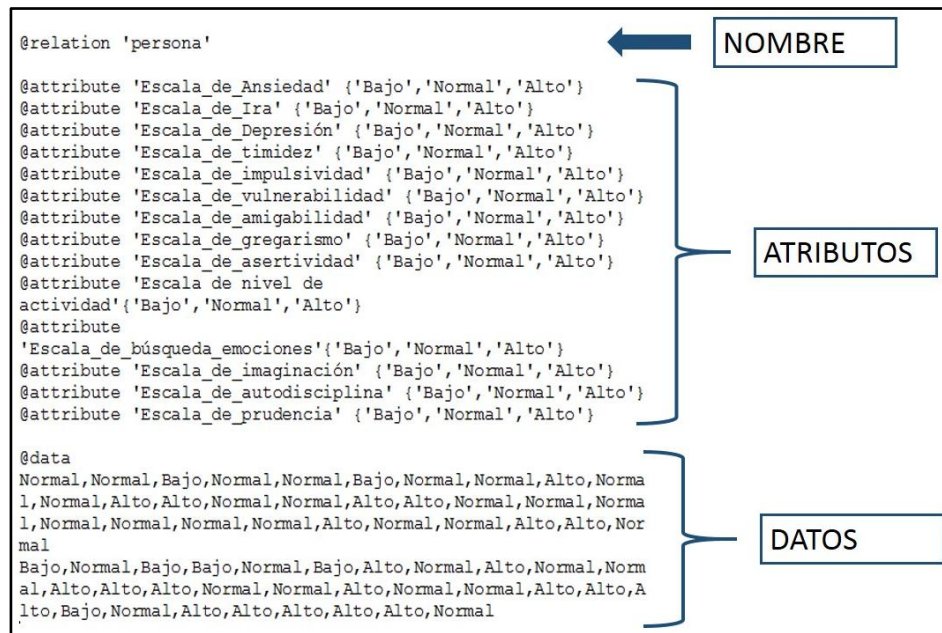 @relation 'persona'
NOMBRE
@attribute 'Escala_de_Ansiedad' {'Bajo','Normal','Alto'}
@attribute 'Escala_de_Ira' {'Bajo','Normal','Alto'}
@attribute 'Escala_de_Depresión' {'Bajo','Normal','Alto'}
@attribute 'Escala_de_timidez' {'Bajo','Normal','Alto'}
@attribute 'Escala_de_impulsividad' {'Bajo','Normal','Alto'}
@attribute 'Escala_de_vulnerabilidad' {'Bajo','Normal','Alto'}
@attribute 'Escala_de_amigabilidad' {'Bajo','Normal','Alto'}
@attribute 'Escala_de_gregarismo' {'Bajo','Normal','Alto'}
@attribute 'Escala_de_asertividad' {'Bajo','Normal','Alto'}
@attribute 'Escala de nivel de
actividad'{'Bajo','Normal','Alto'}
@attribute
'Escala_de_búsqueda_emociones'{'Bajo','Normal','Alto'}
@attribute 'Escala_de_imaginación' {'Bajo','Normal','Alto'}
@attribute 'Escala_de_autodisciplina' {'Bajo','Normal','Alto'}
@attribute 'Escala_de_prudencia' {'Bajo','Normal','Alto'}
ATRIBUTOS
@data
Normal,Normal,Bajo,Normal,Normal,Bajo,Normal,Normal,Alto,Norma
l,Normal,Alto,Alto,Normal,Normal,Alto,Alto,Normal,Normal,Norma
l,Normal,Normal,Normal,Normal,Alto,Normal,Normal,Alto,Alto,Nor
mal
Bajo,Normal,Bajo,Bajo,Normal,Bajo,Alto,Normal,Alto,Normal,Norm
al,Alto,Alto,Alto,Normal,Normal,Alto,Normal,Normal,Alto,Alto,A
lto,Bajo,Normal,Alto,Alto,Alto,Alto,Alto,Normal
DATOS